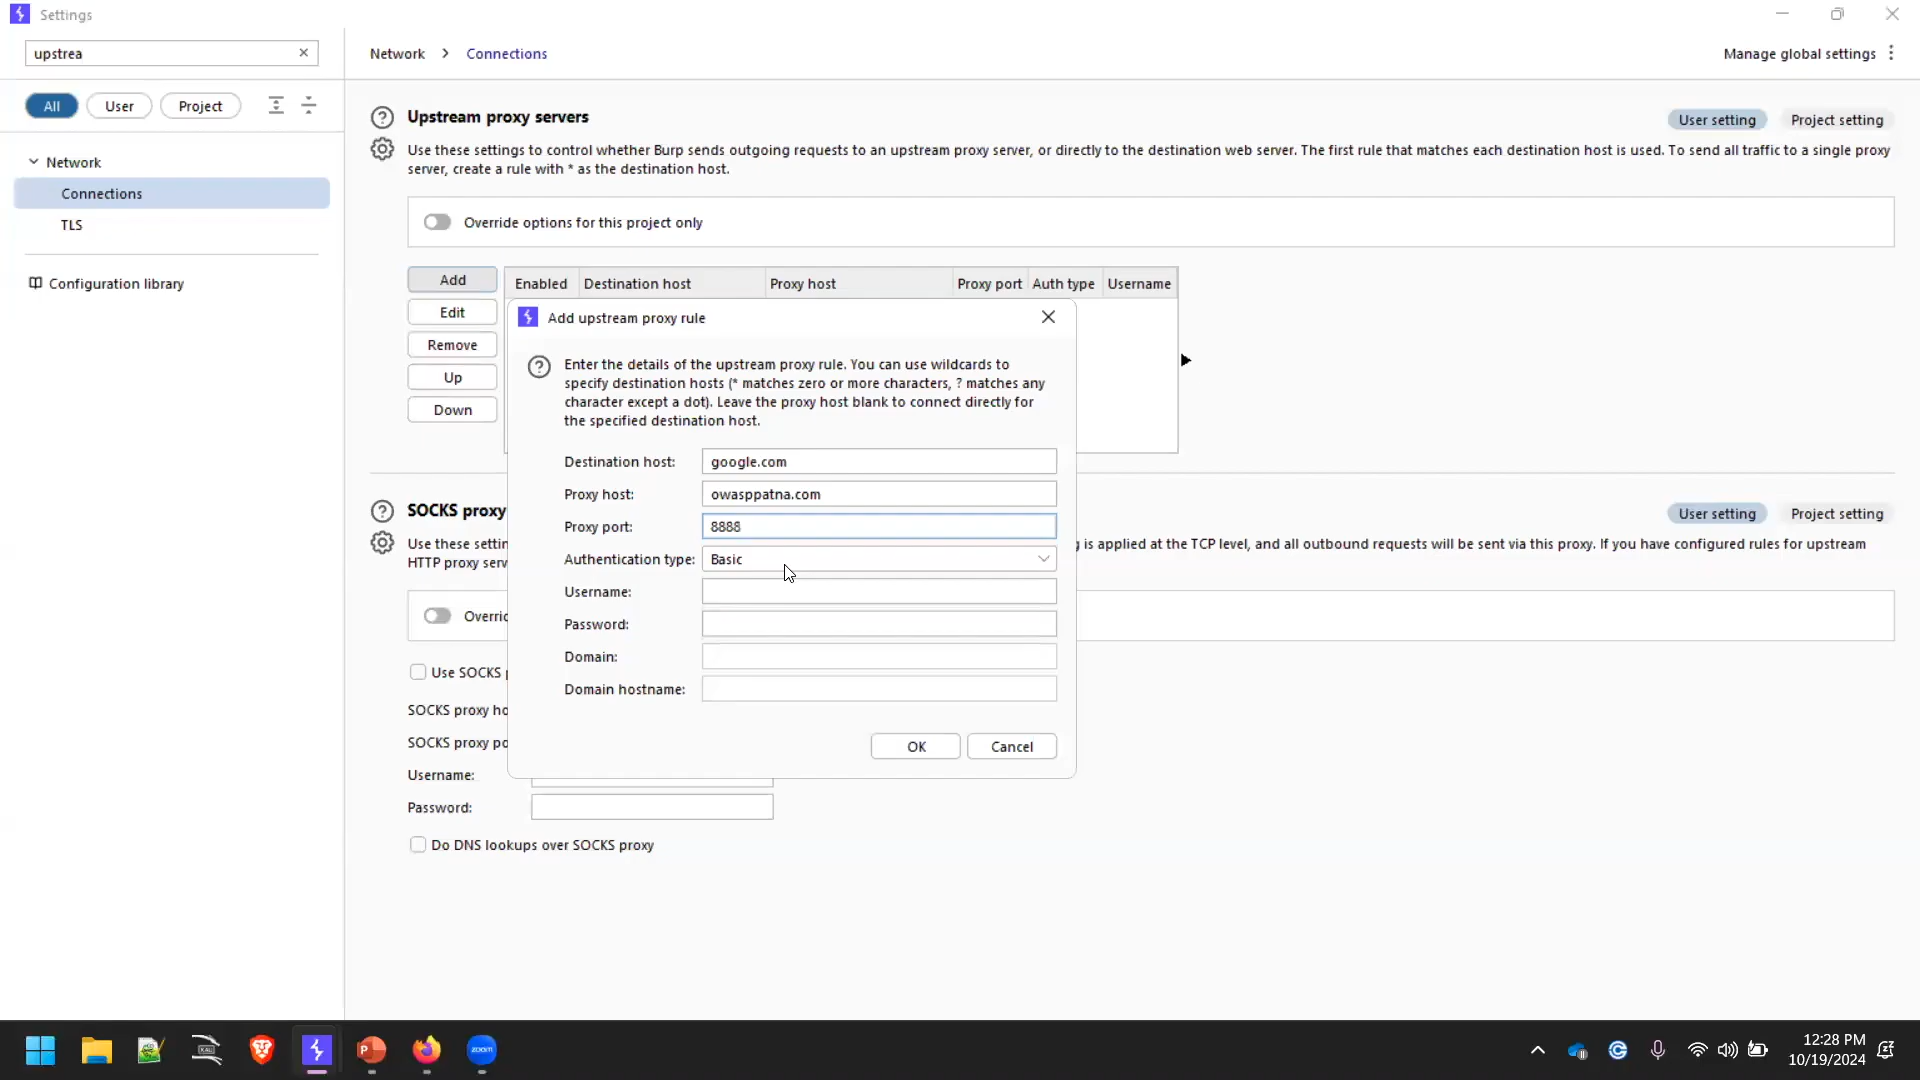 Settings
upstrea
Network > Connections
Manage global settings
All
User
Project
Upstream proxy servers
User setting
Project setting
Use these settings to control whether Burp sends outgoing requests to an upstream proxy server, or directly to the destination web server. The first rule that matches each destination host is used. To send all traffic to a single proxy
server, create a rule with * as the destination host.
Network
Connections
TLS
Configuration library
Override options for this project only
Add
Edit
Remove
Up
Down
Enabled
Destination host
Proxy host
Proxy port
Auth type
Username
Add upstream proxy rule
Enter the details of the upstream proxy rule. You can use wildcards to
specify destination hosts (* matches zero or more characters, ? matches any
character except a dot). Leave the proxy host blank to connect directly for
the specified destination host.
Destination host: google.com
Proxy host: owasppatna.com
Proxy port: 8888
Authentication type: Basic
Username:
Password:
Domain:
Domain hostname:
OK
Cancel
SOCKS proxy
User setting
Project setting
Use these settin
g is applied at the TCP level, and all outbound requests will be sent via this proxy. If you have configured rules for upstream
HTTP proxy serv
Overric
Use SOCKS p
SOCKS proxy ho
SOCKS proxy po
Username:
Password:
Do DNS lookups over SOCKS proxy
zoom
12:28 PM
10/19/2024